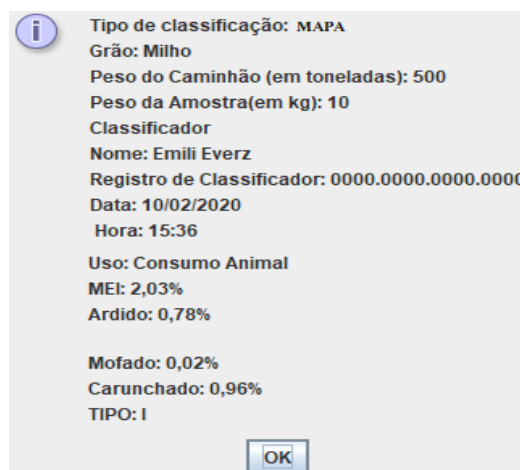 i
Tipo de classificação: MAPA
Grão: Milho
Peso do Caminhão (em toneladas): 500
Peso da Amostra(em kg): 10
Classificador
Nome: Emili Everz
Registro de Classificador: 0000.0000.0000.0000
Data: 10/02/2020
Hora: 15:36
Uso: Consumo Animal
MEI: 2,03%
Ardido: 0,78%
Mofado: 0,02%
Carunchado: 0,96%
TIPO: I
OK